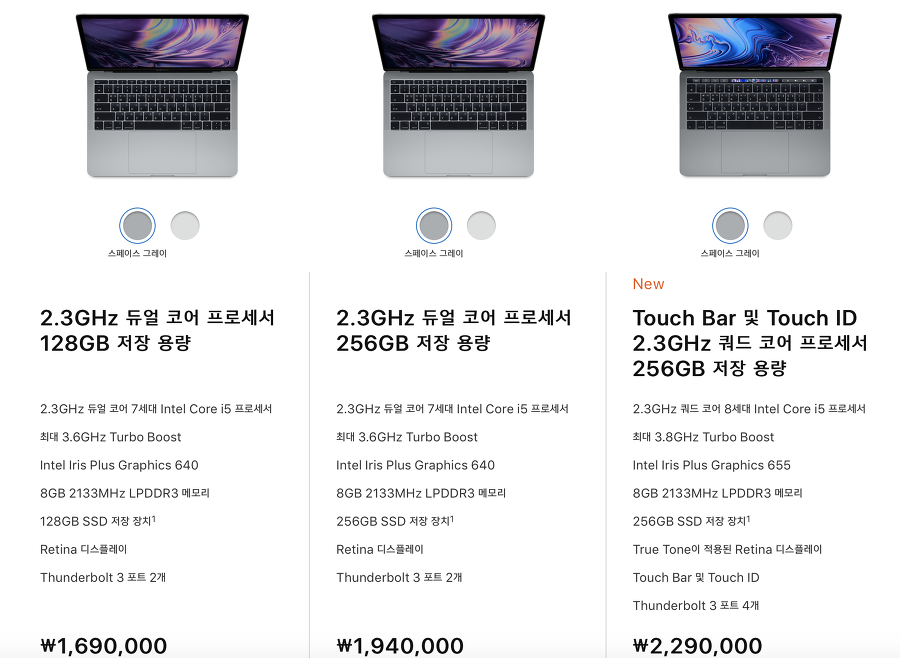 스페이스 그레이
2.3GHz 듀얼 코어 프로세서
128GB 저장 용량
2.3GHz 듀얼 코어 7세대 Intel Core i5 프로세서
최대 3.6GHz Turbo Boost
Intel Iris Plus Graphics 640
8GB 2133MHz LPDDR3 메모리
128GB SSD 저장 장치¹
Retina 디스플레이
Thunderbolt 3 포트 2개
₩1,690,000
스페이스 그레이
2.3GHz 듀얼 코어 프로세서
256GB 저장 용량
2.3GHz 듀얼 코어 7세대 Intel Core i5 프로세서
최대 3.6GHz Turbo Boost
Intel Iris Plus Graphics 640
8GB 2133MHz LPDDR3 메모리
256GB SSD 저장 장치¹
Retina 디스플레이
Thunderbolt 3 포트 2개
₩1,940,000
스페이스 그레이
New
Touch Bar 및 Touch ID
2.3GHz 쿼드 코어 프로세서
256GB 저장 용량
2.3GHz 쿼드 코어 8세대 Intel Core i5 프로세서
최대 3.8GHz Turbo Boost
Intel Iris Plus Graphics 655
8GB 2133MHz LPDDR3 메모리
256GB SSD 저장 장치¹
True Tone이 적용된 Retina 디스플레이
Touch Bar 및 Touch ID
Thunderbolt 3 포트 4개
₩2,290,000